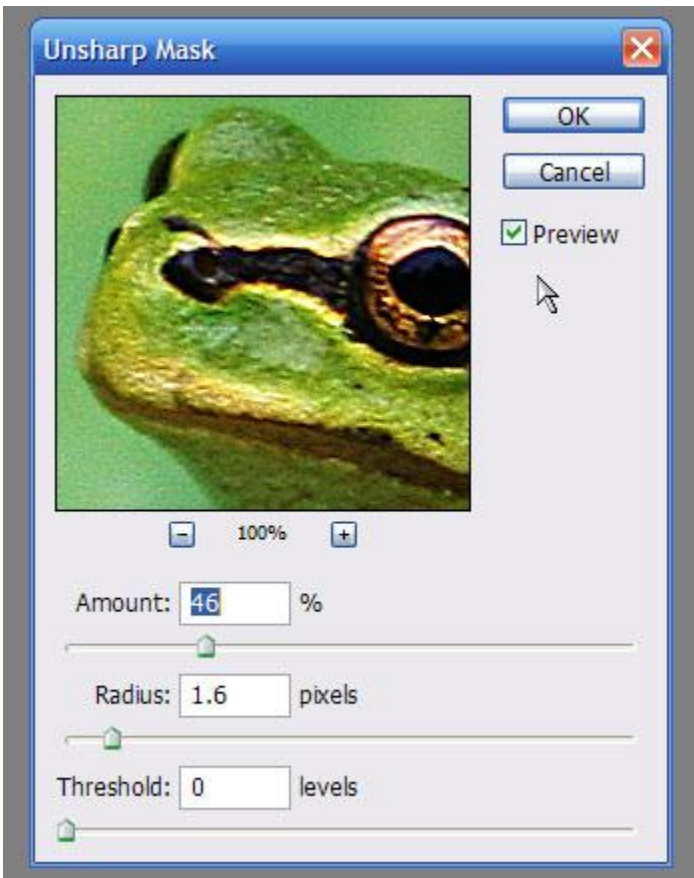 Unsharp Mask
OK
Cancel
Preview
- 100% +
Amount: 46 %
Radius: 1.6 pixels
Threshold: 0 levels